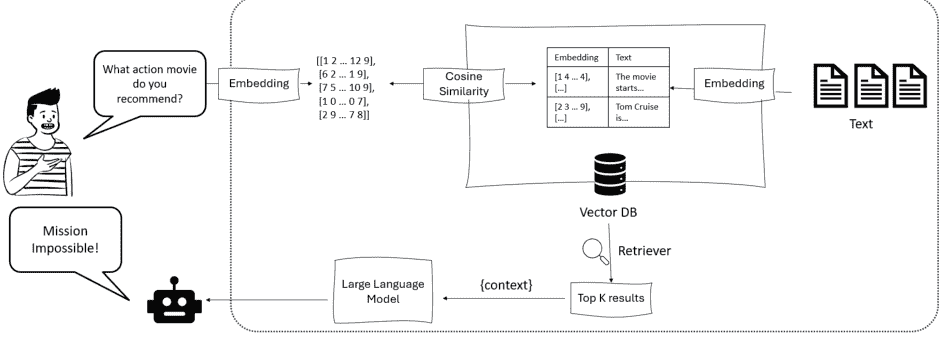 What action movie
do you
recommend?
Embedding
[[1 2 ... 12 9],
[6 2 ... 1 9],
[7 5 ... 10 9],
[1 0 ... 0 7],
[2 9 ... 7 8]]
Cosine
Similarity
Embedding Text
[1 4 ... 4], The movie
[...] starts...
[2 3 ... 9], Tom Cruise
[...] is...
Embedding
Text
Vector DB
Retriever
Top K results
{context}
Large Language
Model
Mission
Impossible!